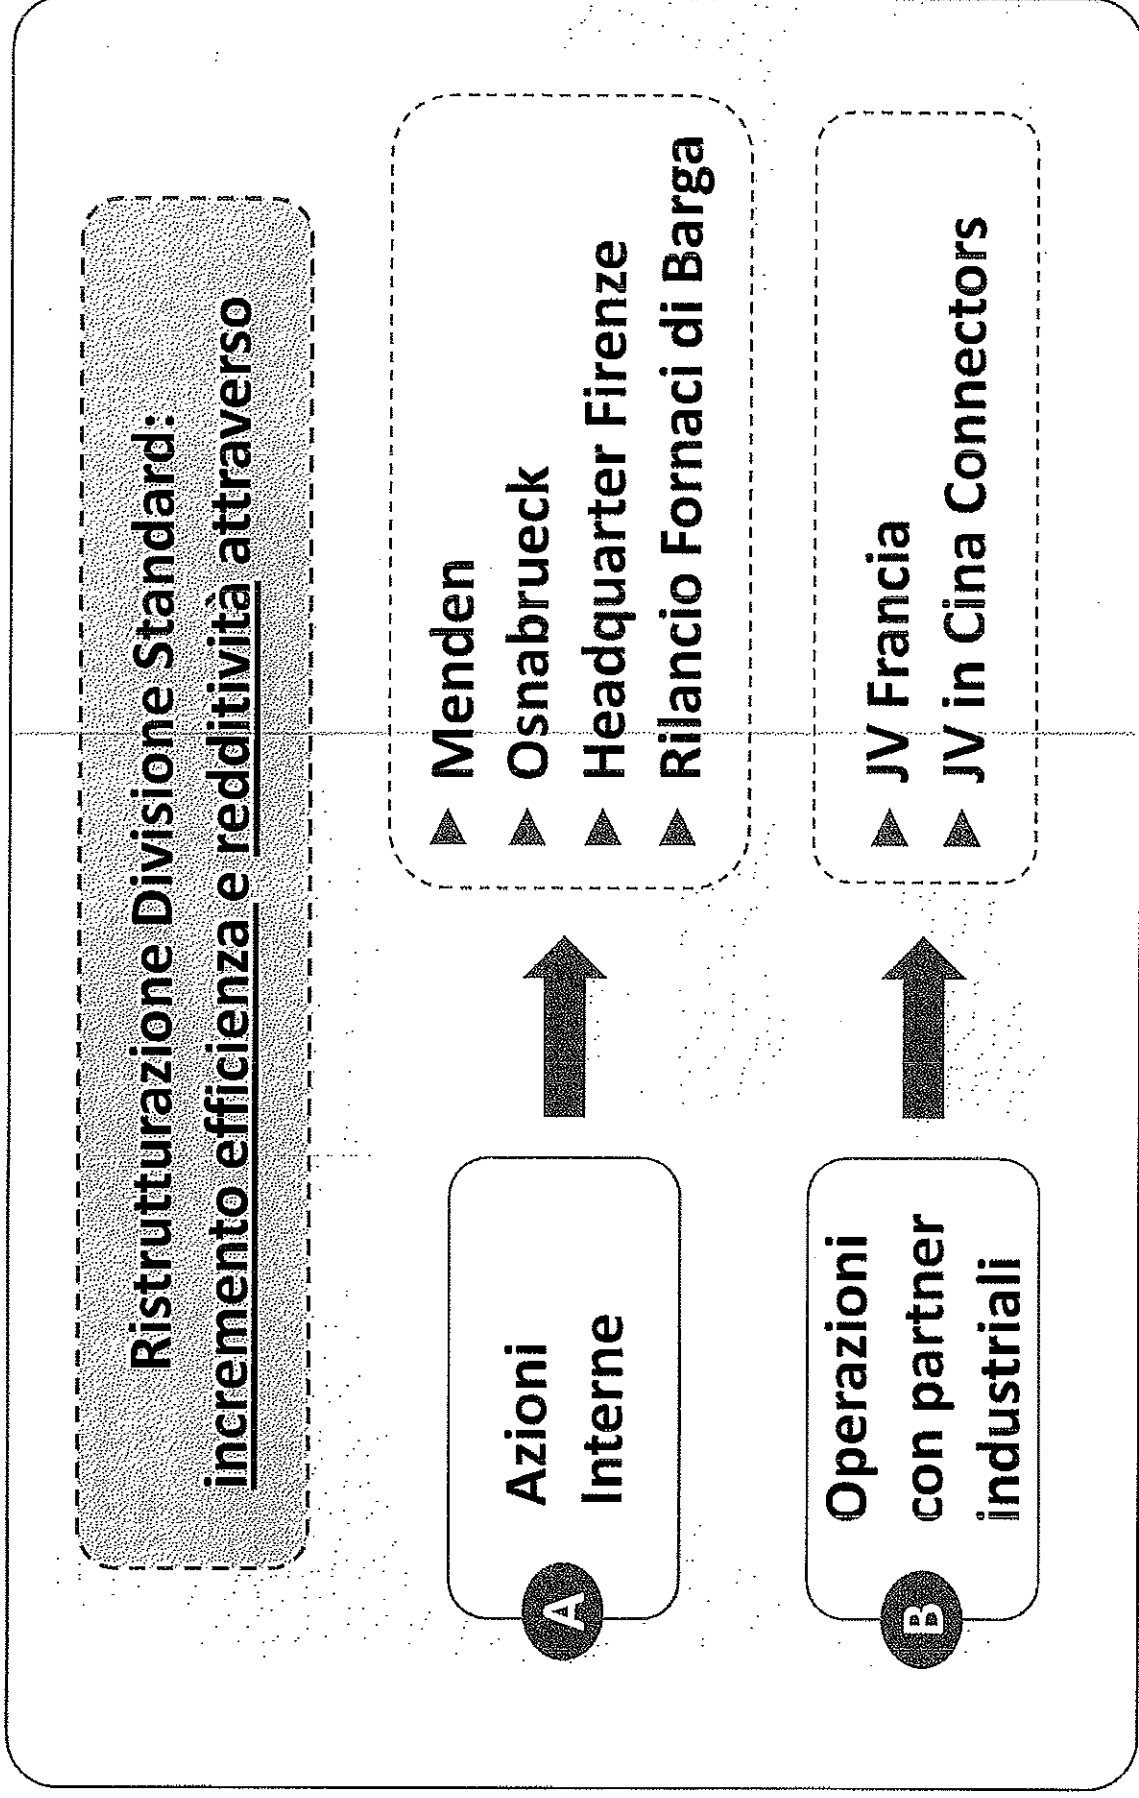 Ristrutturazione Divisione Standard:
incremento efficienza e redditività attraverso
A
Azioni
Interne
Menden
Osnabrueck
Headquarter Firenze
Rilancio Fornaci di Barga
B
Operazioni
con partner
industriali
JV Francia
JV in Cina Connectors